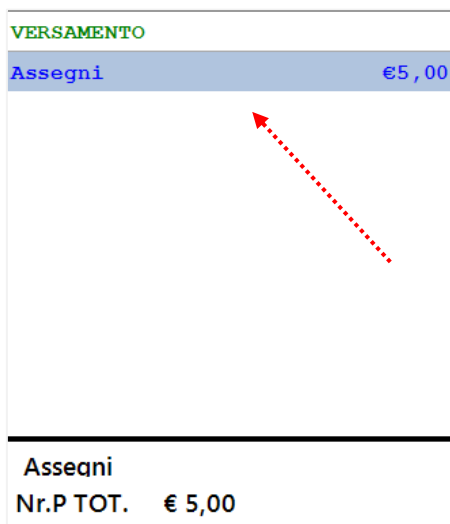 VERSAMENTO
Assegni €5,00
Assegni
Nr.P TOT. € 5,00